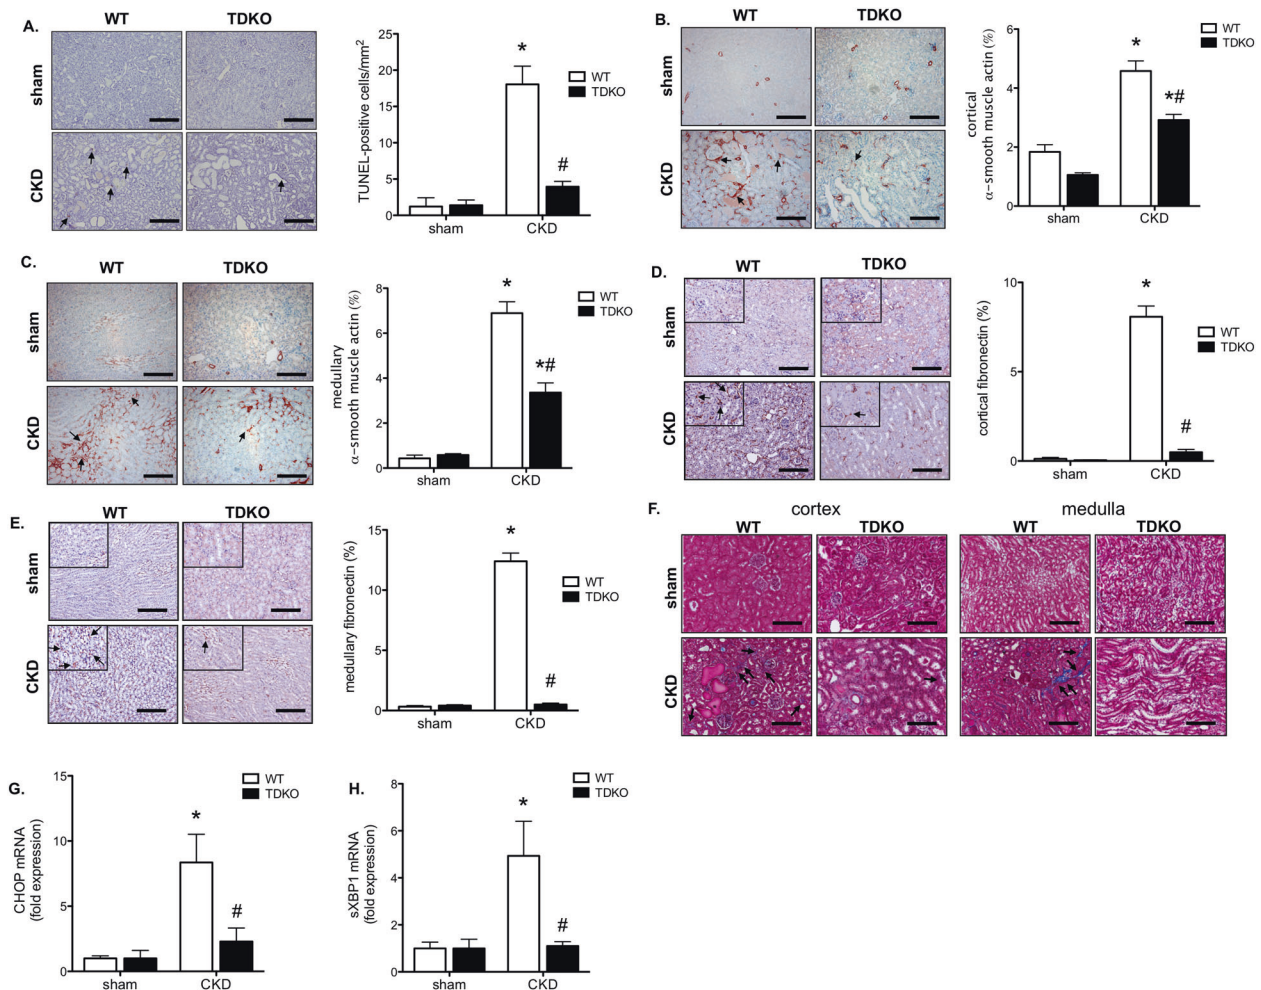 A.
WT
TDKO
sham
CKD
TUNEL-positive cells/mm2
25
20
15
10
5
0
*
#
sham
CKD
WT
TDKO
B.
WT
TDKO
sham
CKD
cortical
α-smooth muscle actin (%)
6
4
2
0
*
*#
sham
CKD
WT
TDKO
C.
WT
TDKO
sham
CKD
medullary
α-smooth muscle actin (%)
8
6
4
2
0
*
*#
sham
CKD
WT
TDKO
D.
WT
TDKO
sham
CKD
cortical fibronectin (%)
10
5
0
*
#
sham
CKD
WT
TDKO
E.
WT
TDKO
sham
CKD
medullary fibronectin (%)
15
10
5
0
*
#
sham
CKD
WT
TDKO
F.
cortex
medulla
WT
TDKO
WT
TDKO
sham
CKD
G.
CHOP mRNA
(fold expression)
15
10
5
0
*
#
sham
CKD
WT
TDKO
H.
sXBP1 mRNA
(fold expression)
8
6
4
2
0
*
#
sham
CKD
WT
TDKO